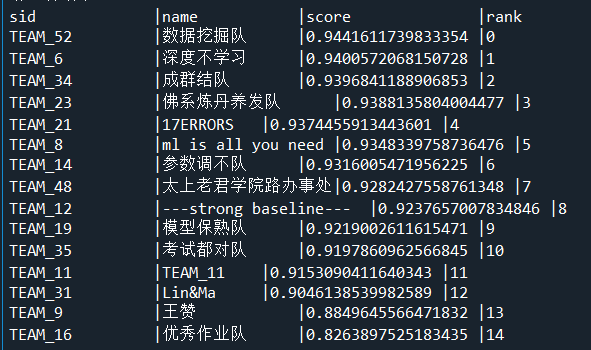 sid |name |score |rank
TEAM_52 |数据挖掘队 |0.9441611739833354 |0
TEAM_6 |深度不学习 |0.9400572068150728 |1
TEAM_34 |成群结队 |0.9396841188906853 |2
TEAM_23 |佛系炼丹养发队 |0.9388135804004477 |3
TEAM_21 |17ERRORS |0.9374455913443601 |4
TEAM_8 |ml is all you need |0.9348339758736476 |5
TEAM_14 |参数调不队 |0.9316005471956225 |6
TEAM_48 |太上老君学院路办事处|0.9282427558761348 |7
TEAM_12 |---strong baseline--- |0.9237657007834846 |8
TEAM_19 |模型保熟队 |0.9219002611615471 |9
TEAM_35 |考试都对队 |0.9197860962566845 |10
TEAM_11 |TEAM_11 |0.9153090411640343 |11
TEAM_31 |Lin&Ma |0.9046138539982589 |12
TEAM_9 |王赞 |0.8849645566471832 |13
TEAM_16 |优秀作业队 |0.8263897525183435 |14